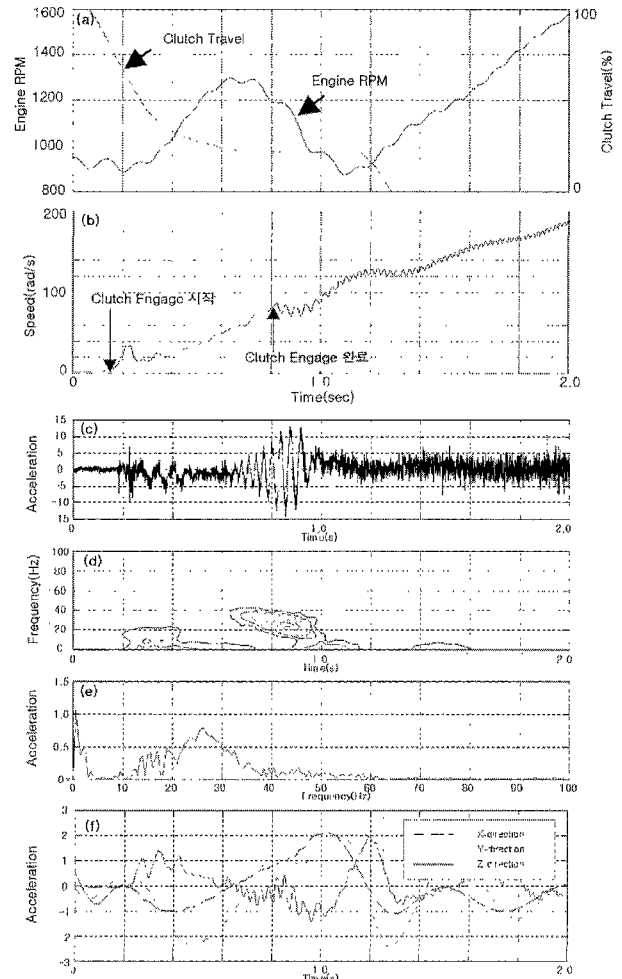 (a)
1600
1400
1200
1000
800
Engine RPM
Clutch Travel
Engine RPM
100
0
Clutch Travel(%)
(b)
200
100
0
Speed(rad/s)
Clutch Engage 시작
Clutch Engage 완료
0 1.0 2.0
Time(sec)
(c)
15
10
5
0
-5
-10
15
Acceleration
0 1.0 2.0
Time(s)
(d)
100
80
60
40
20
0
Frequency(Hz)
0 1.0 2.0
Time(s)
(e)
1.5
1.0
0.5
0
Acceleration
0 10 20 30 40 50 60 70 80 90 100
Frequency(Hz)
(f)
3
2
1
0
-1
2
-3
Acceleration
X-direction
Y-direction
Z-direction
0 1.0 2.0
Time(s)